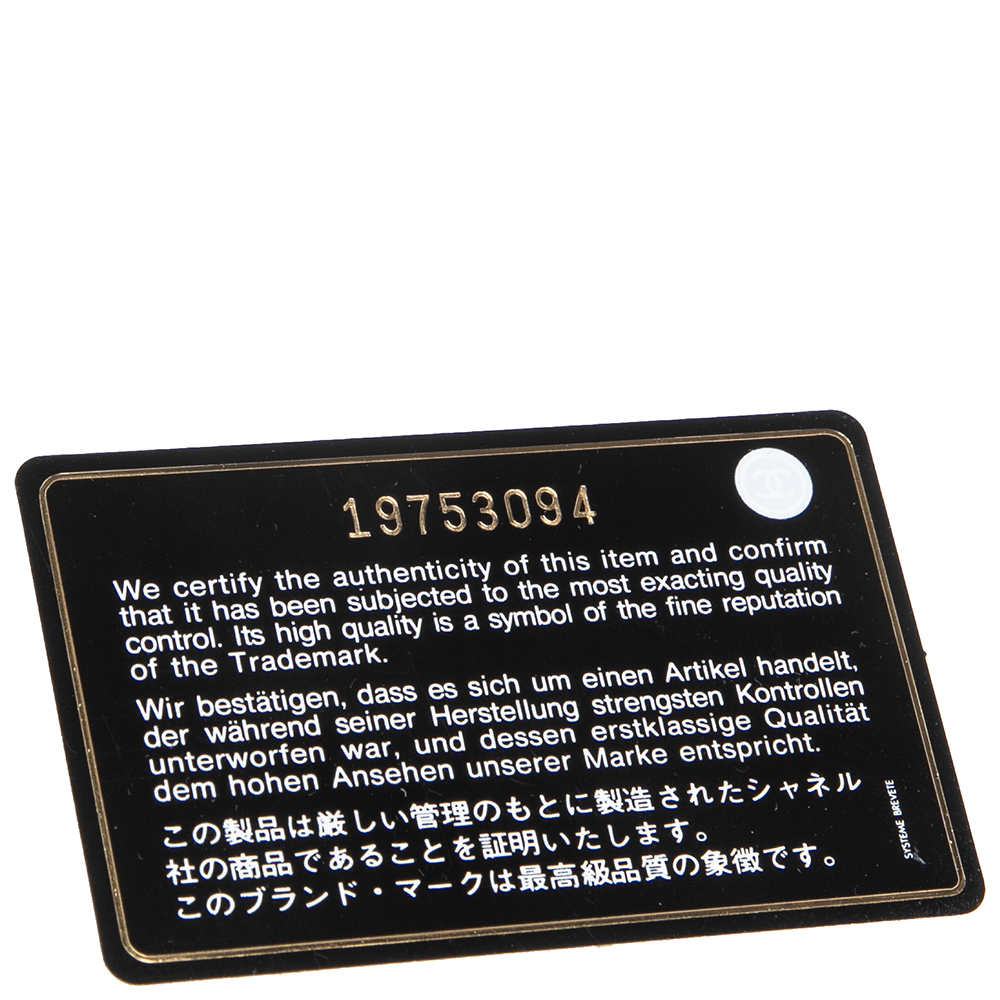 19753094
We certify the authenticity of this item and confirm
that it has been subjected to the most exacting quality
control. Its high quality is a symbol of the fine reputation
of the Trademark.
Wir bestätigen, dass es sich um einen Artikel handelt,
der während seiner Herstellung strengsten Kontrollen
unterworfen war, und dessen erstklassige Qualität
dem hohen Ansehen unserer Marke entspricht.
この製品は厳しい管理のもとに製造されたシャネル
社の商品であることを証明いたします。
このブランド・マークは最高級品質の象徴です。
SYSTEME BREVETE